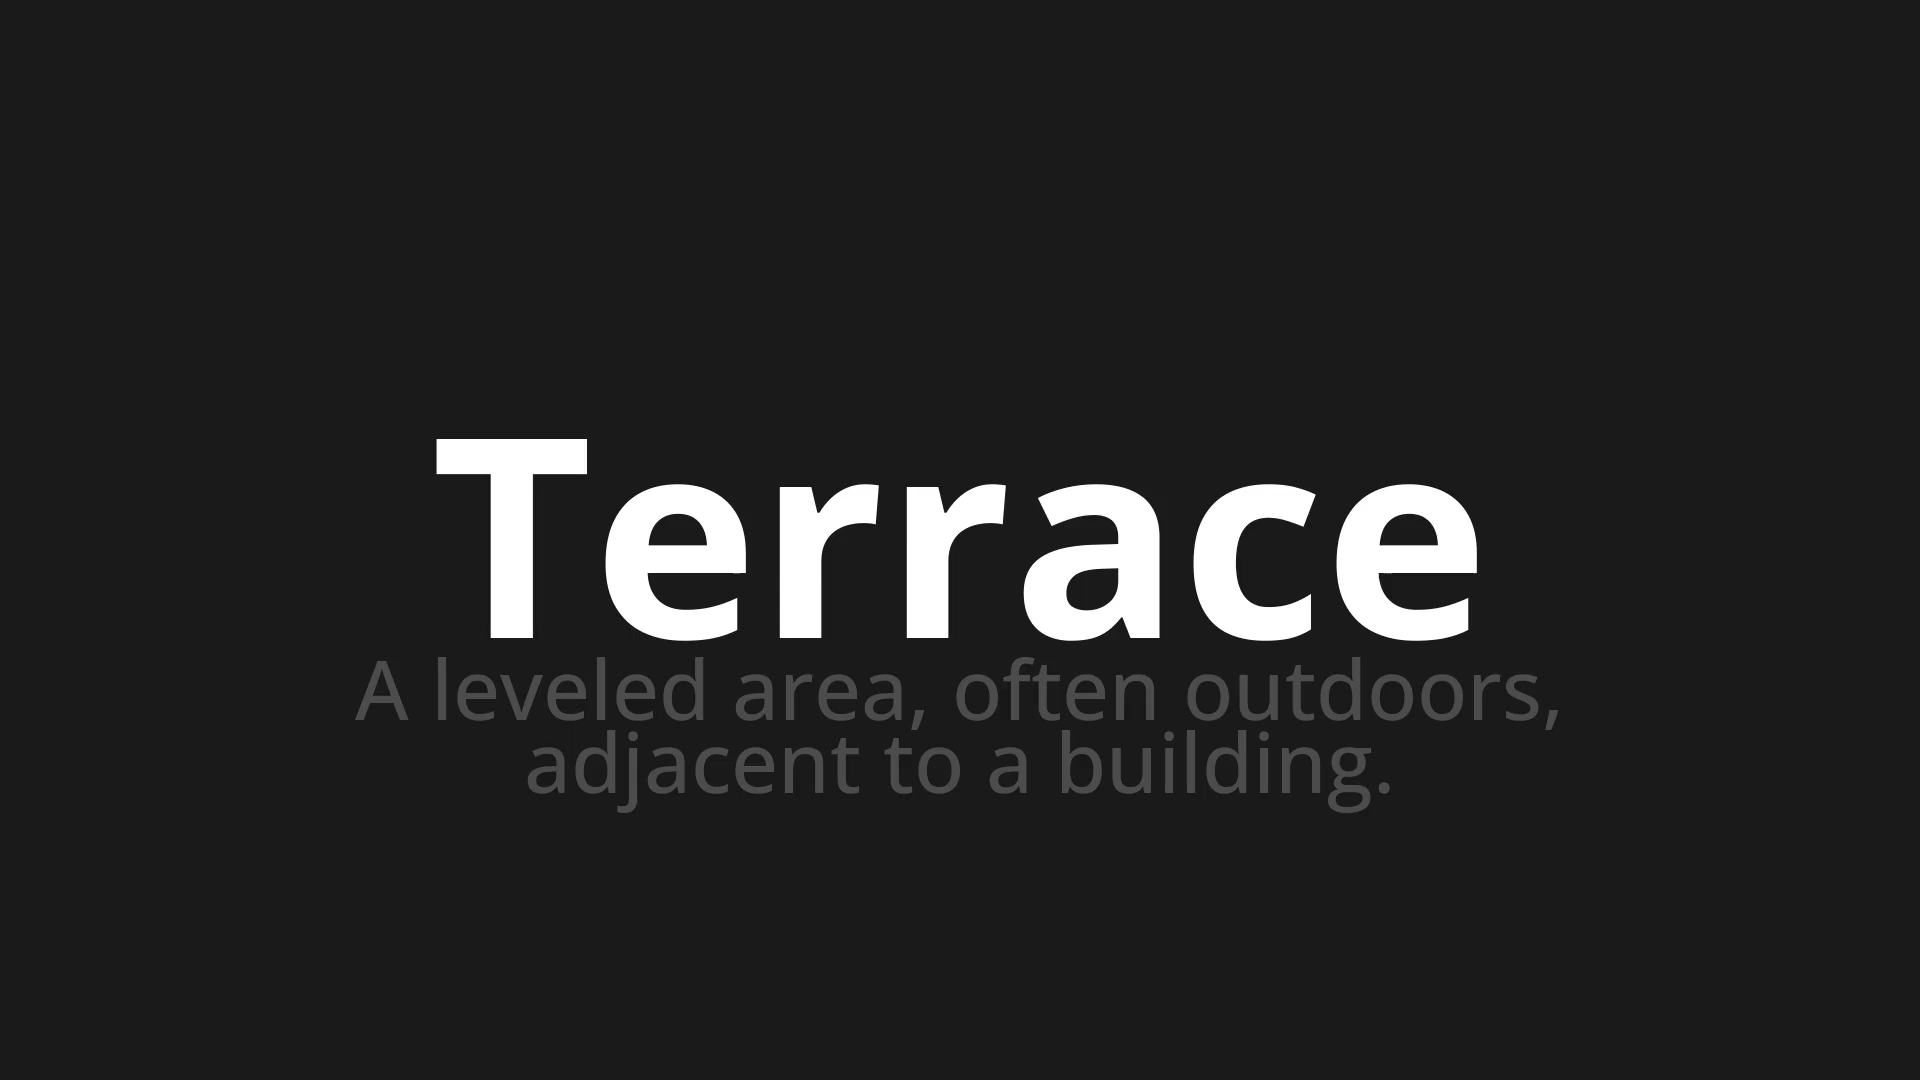 Terrace
A leveled area, often outdoors,
adjacent to a building.